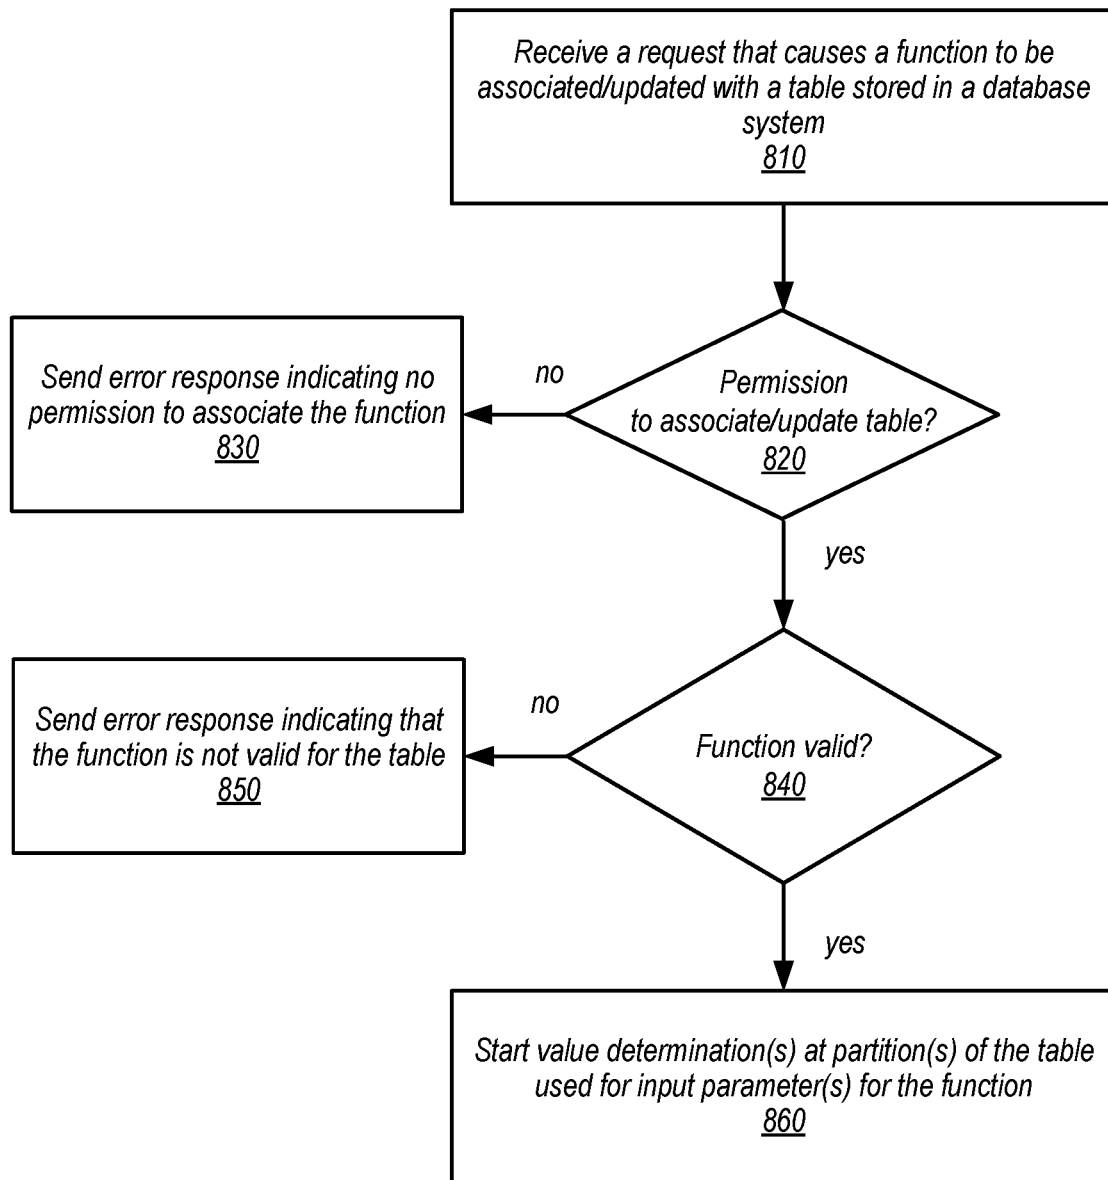 Receive a request that causes a function to be
associated/updated with a table stored in a database
system
810
Permission
to associate/update table?
820
no
Send error response indicating no
permission to associate the function
830
yes
Function valid?
840
no
Send error response indicating that
the function is not valid for the table
850
yes
Start value determination(s) at partition(s) of the table
used for input parameter(s) for the function
860